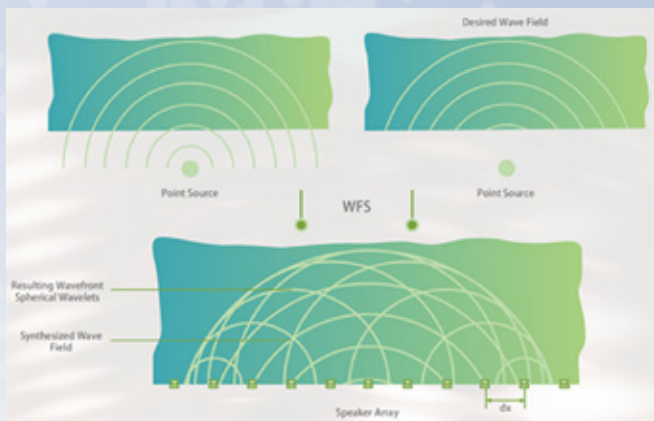 Desired Wave Field
Point Source
Point Source
WFS
Resulting Wavefront
Spherical Wavelets
Synthesized Wave
Field
dx
Speaker Array